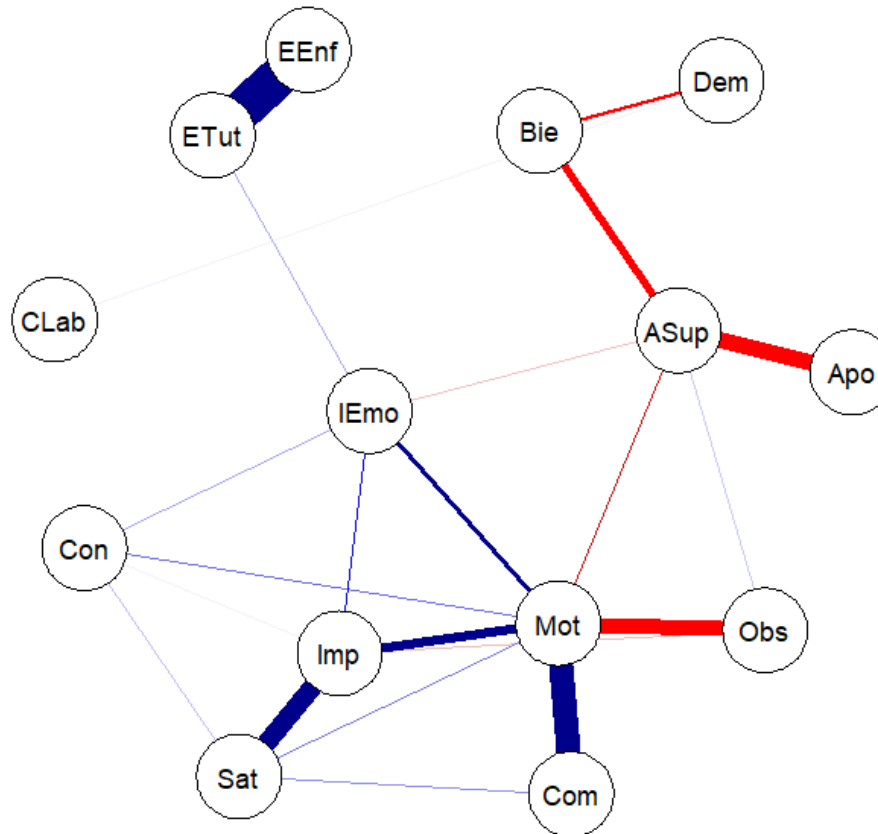 EEnf
Dem
ETut
Bie
CLab
ASup
Apo
IEmo
Con
Mot
Obs
Imp
Sat
Com